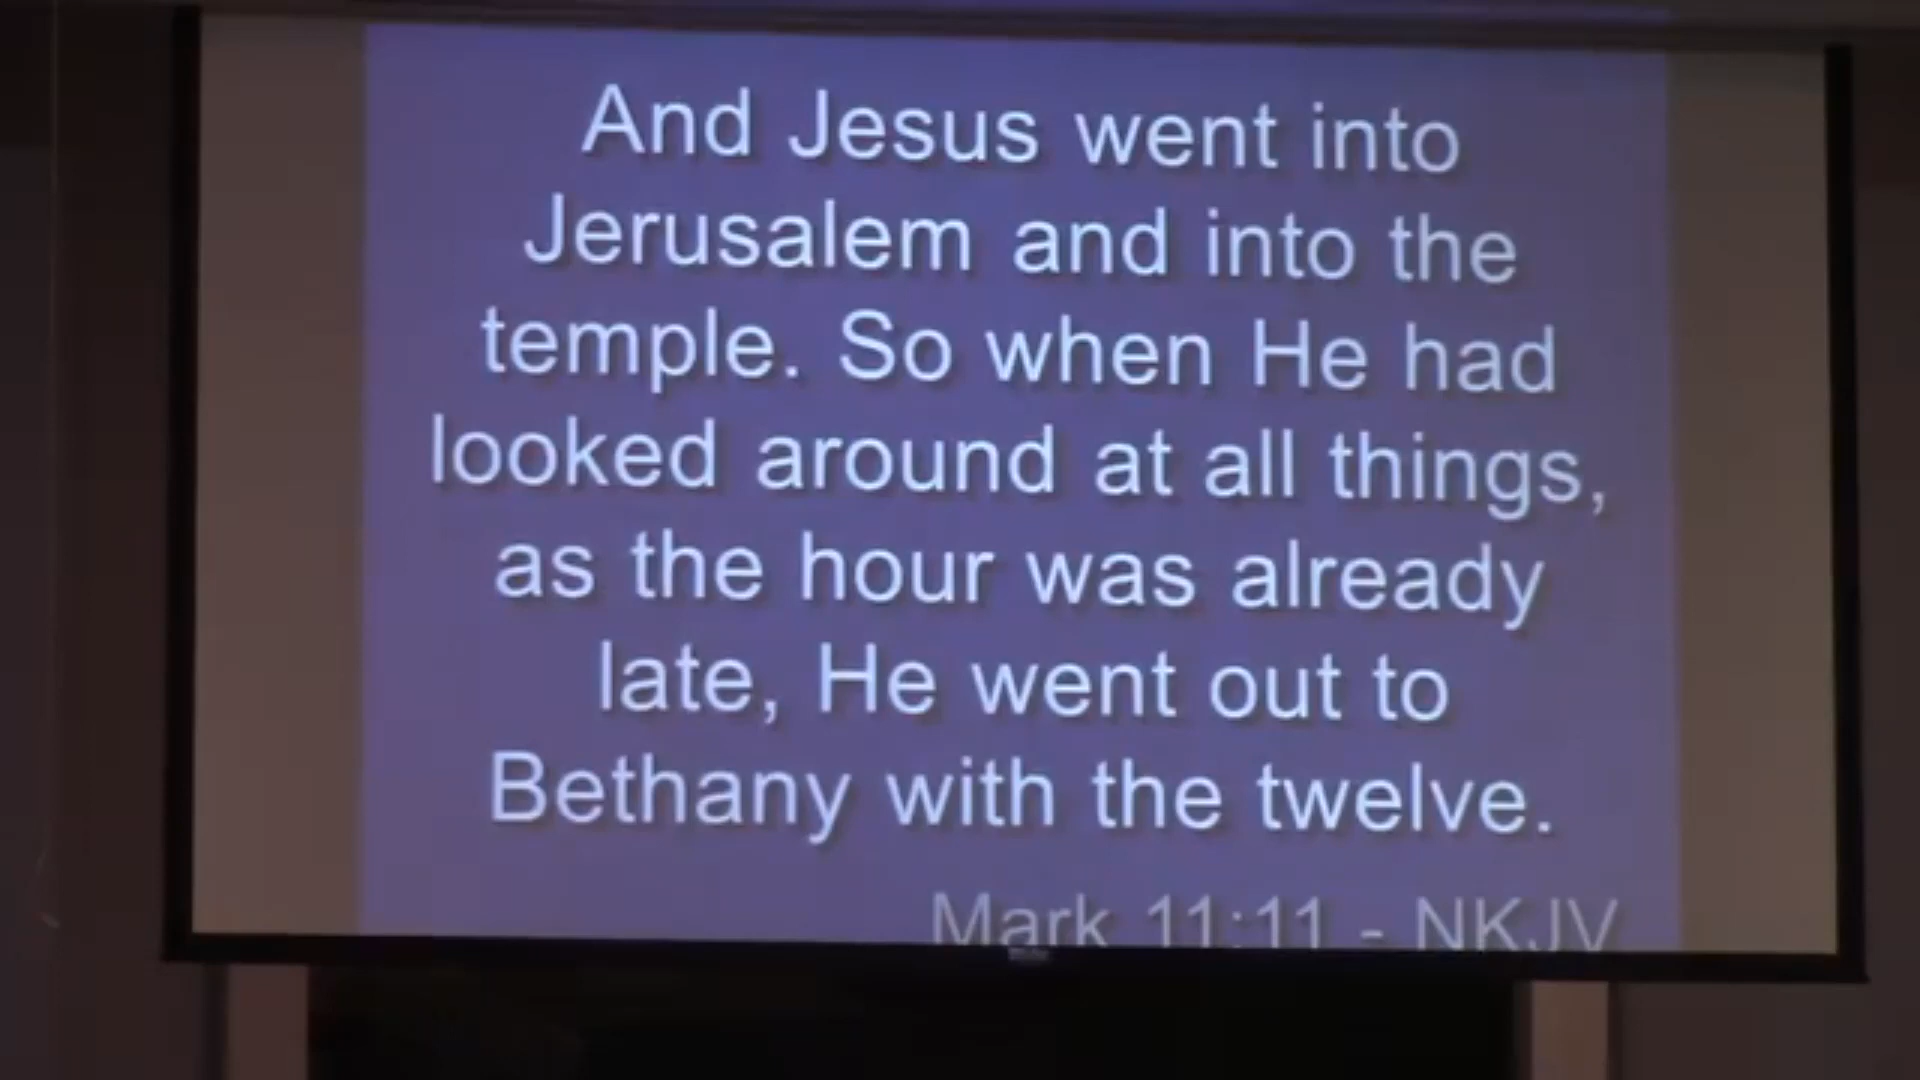 And Jesus went into
Jerusalem and into the
temple. So when He had
looked around at all things,
as the hour was already
late, He went out to
Bethany with the twelve.
Mark 11:11 - NKJV